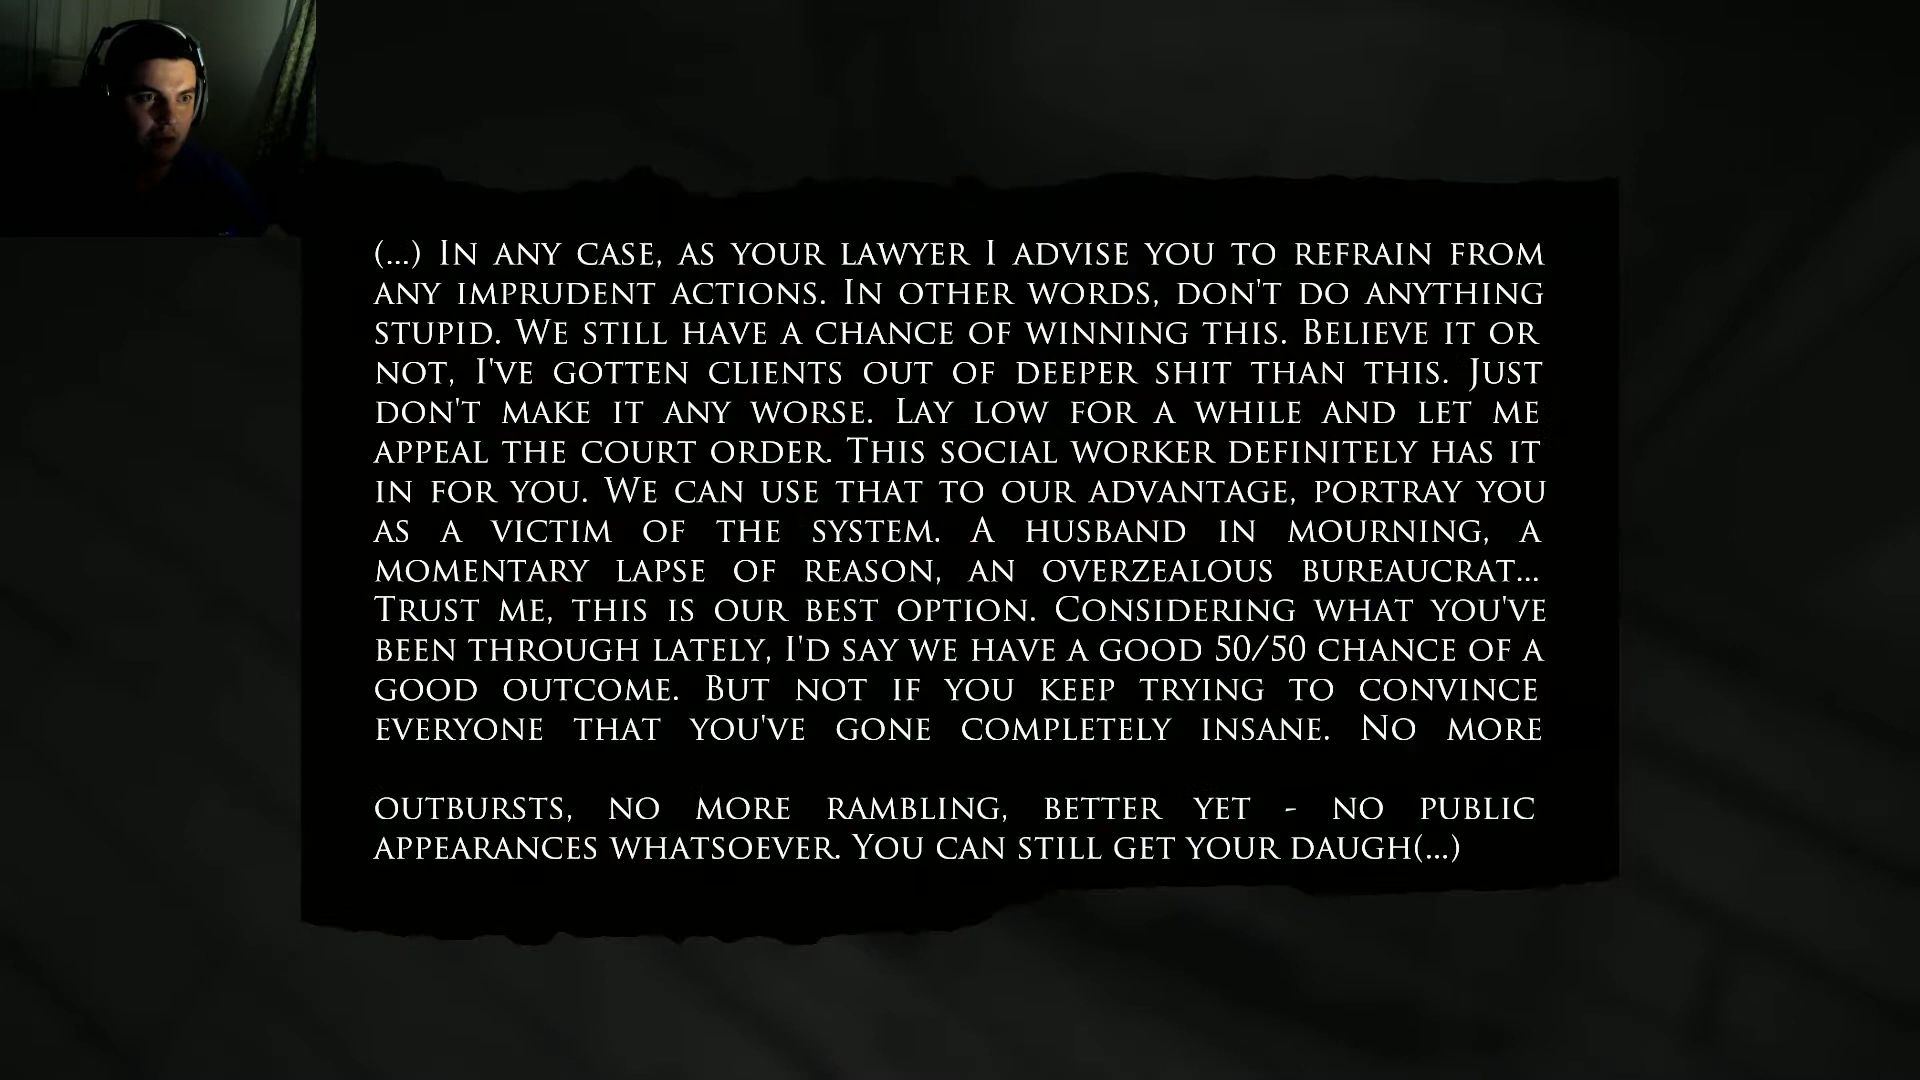 (...) In any case, as your lawyer I advise you to refrain from
any imprudent actions. In other words, don't do anything
stupid. We still have a chance of winning this. Believe it or
not, I've gotten clients out of deeper shit than this. Just
don't make it any worse. Lay low for a while and let me
appeal the court order. This social worker definitely has it
in for you. We can use that to our advantage, portray you
as a victim of the system. A husband in mourning, a
momentary lapse of reason, an overzealous bureaucrat...
Trust me, this is our best option. Considering what you've
been through lately, I'd say we have a good 50/50 chance of a
good outcome. But not if you keep trying to convince
everyone that you've gone completely insane. No more
outbursts, no more rambling, better yet - no public
appearances whatsoever. You can still get your daugh(...)